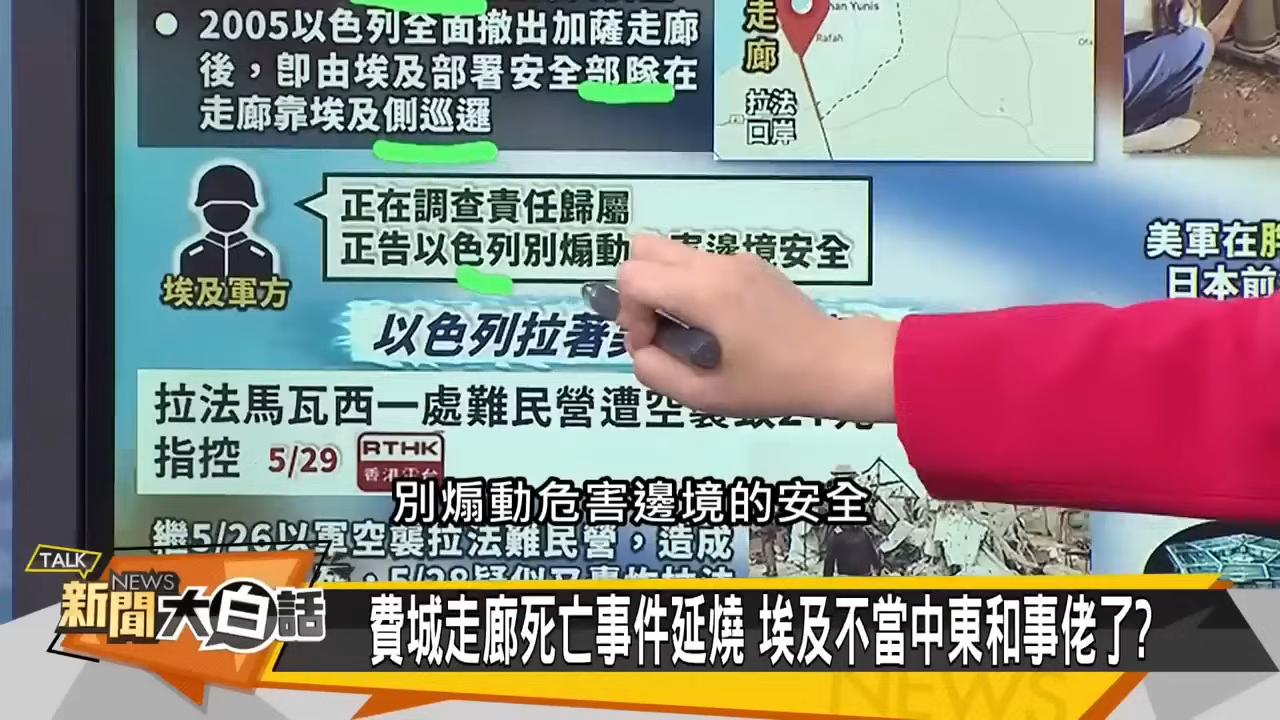 2005以色列全面撤出加薩走廊
後，即由埃及部署安全部隊在
走廊靠埃及側巡邏
走
廊
Rafah
拉法
口岸
正在調查責任歸屬
正告以色列別煽動 邊境安全
埃及軍方
美軍在
日本前
以色列拉著
拉法馬瓦西一處難民營遭空襲
指控 5/29 RTHK
香港電台
別煽動危害邊境的安全
繼5/26以軍空襲拉法難民營，造成
TALK
NEWS
新聞大白話
費城走廊死亡事件延燒 埃及不當中東和事佬了?
NEWS